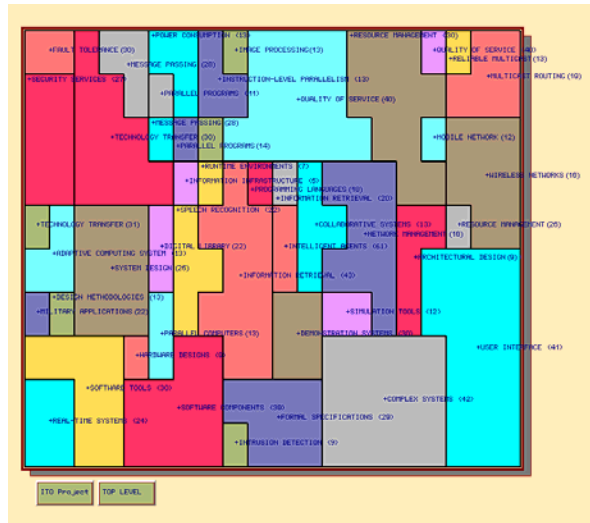 +POWER CONSUMPTION (13)
+RESOURCE MANAGEMENT (30)
+FAULT TOLERANCE(30)
+IMAGE PROCESSING(13)
+QUALITY OF SERVICE (40)
+RELIABLE MULTICAST(13)
+MESSAGE PASSING (28)
+SECURITY SERVICES (27)
+INSTRUCTION-LEVEL PARALLELISM (13)
+MULTICAST ROUTING(19)
+PARALLEL PROGRAMS (11)
+QUALITY OF SERVICE(40)
+MESSAGE PASSING(28)
+TECHNOLOGY TRANSFER(30)
+MOBILE NETWORK (12)
+PARALLEL PROGRAMS(14)
+RUNTIME ENVIRONMENTS (7)
+WIRELESS NETWORKS (16)
+INFORMATION INFRASTRUCTURE (6)
+PROGRAMMING LANGUAGES(19)
+INFORMATION RETRIEVAL (20)
+SPEECH RECOGNITION (22)
+TECHNOLOGY TRANSFER(31)
+COLLABORATIVE SYSTEMS (13)
+RESOURCE MANAGEMENT(26)
+NETWORK MANAGEMENT (10)
+DIGITAL LIBRARY(22)
+INTELLIGENT AGENTS (61)
+ADAPTIVE COMPUTING SYSTEM (13)
+ARCHITECTURAL DESIGN(9)
+SYSTEM DESIGN(26)
+INFORMATION RETRIEVAL (43)
+DESIGN METHODOLOGIES (13)
+MILITARY APPLICATIONS(22)
+SIMULATION TOOLS (12)
+PARALLEL COMPUTERS(13)
+DEMONSTRATION SYSTEMS (30)
+USER INTERFACE (41)
+HARDWARE DESIGNS
+SOFTWARE TOOLS (30)
+COMPLEX SYSTEMS (42)
+SOFTWARE COMPONENTS (39)
+FORMAL SPECIFICATIONS (29)
+REAL-TIME SYSTEMS (24)
+INTRUSION DETECTION (9)
ITO Project
TOP LEVEL